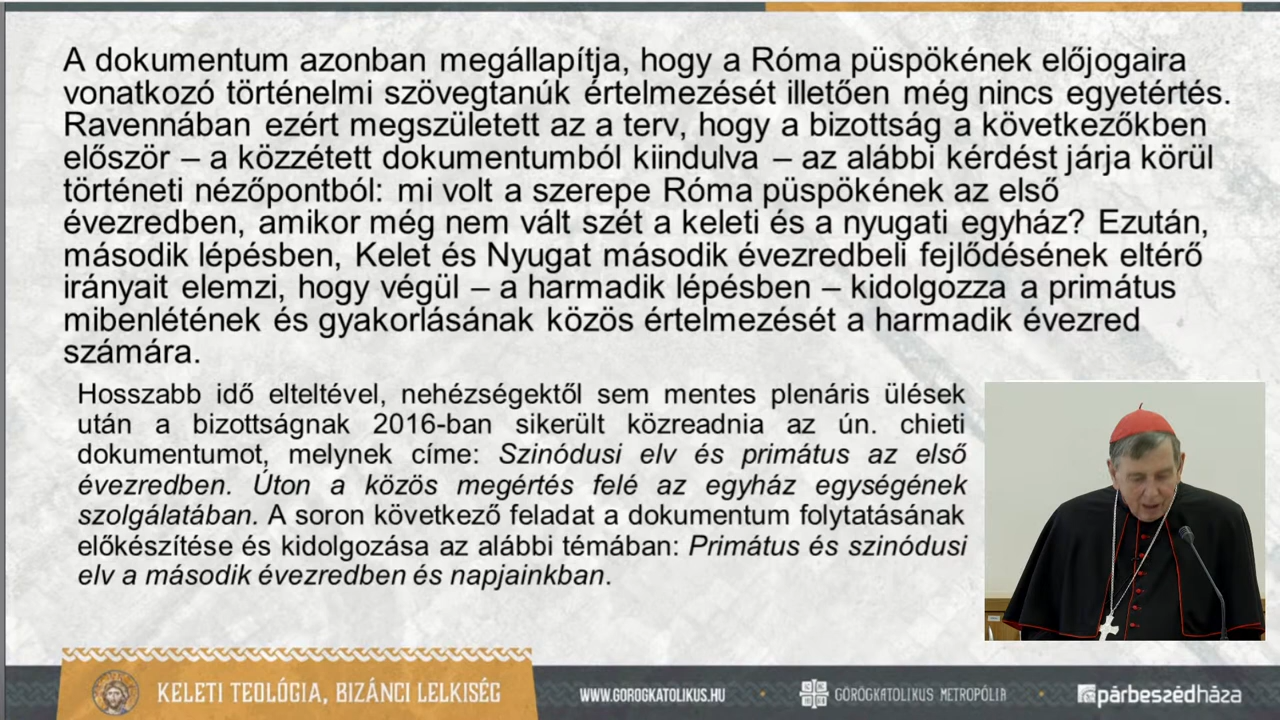 A dokumentum azonban megállapítja, hogy a Róma püspökének előjogaira
vonatkozó történelmi szövegtanúk értelmezését illetően még nincs egyetértés.
Ravennában ezért megszületett az a terv, hogy a bizottság a következőkben
először – a közzétett dokumentumból kiindulva – az alábbi kérdést járja körül
történeti nézőpontból: mi volt a szerepe Róma püspökének az első
évezredben, amikor még nem vált szét a keleti és a nyugati egyház? Ezután,
második lépésben, Kelet és Nyugat második évezredbeli fejlődésének eltérő
irányait elemzi, hogy végül – a harmadik lépésben – kidolgozza a primátus
mibenlétének és gyakorlásának közös értelmezését a harmadik évezred
számára.
Hosszabb idő elteltével, nehézségektől sem mentes plenáris ülések
után a bizottságnak 2016-ban sikerült közreadnia az ún. chieti
dokumentumot, melynek címe: Szinódusi elv és primátus az első
évezredben. Úton a közös megértés felé az egyház egységének
szolgálatában. A soron következő feladat a dokumentum folytatásának
előkészítése és kidolgozása az alábbi témában: Primátus és szinódusi
elv a második évezredben és napjainkban.
KELETI TEOLÓGIA, BIZÁNCI LELKISÉG
WWW.GOROGKATOLIKUS.HU
GÖRÖGKATOLIKUS METROPÓLIA
párbeszédháza